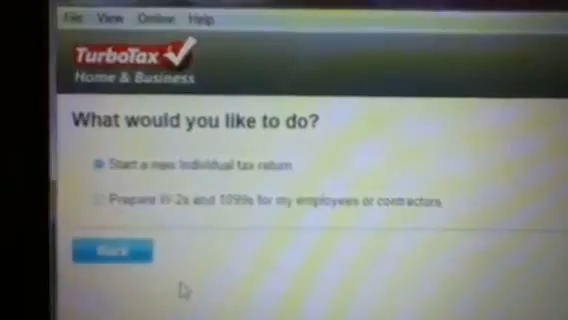 File View Online Help
TurboTax
Home & Business
What would you like to do?
Start a new individual tax return
Prepare W-2s and 1099s for my employees or contractors
Back